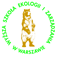 WYŻSZA SZKOŁA EKOLOGII I ZARZĄDZANIA
W WARSZAWIE